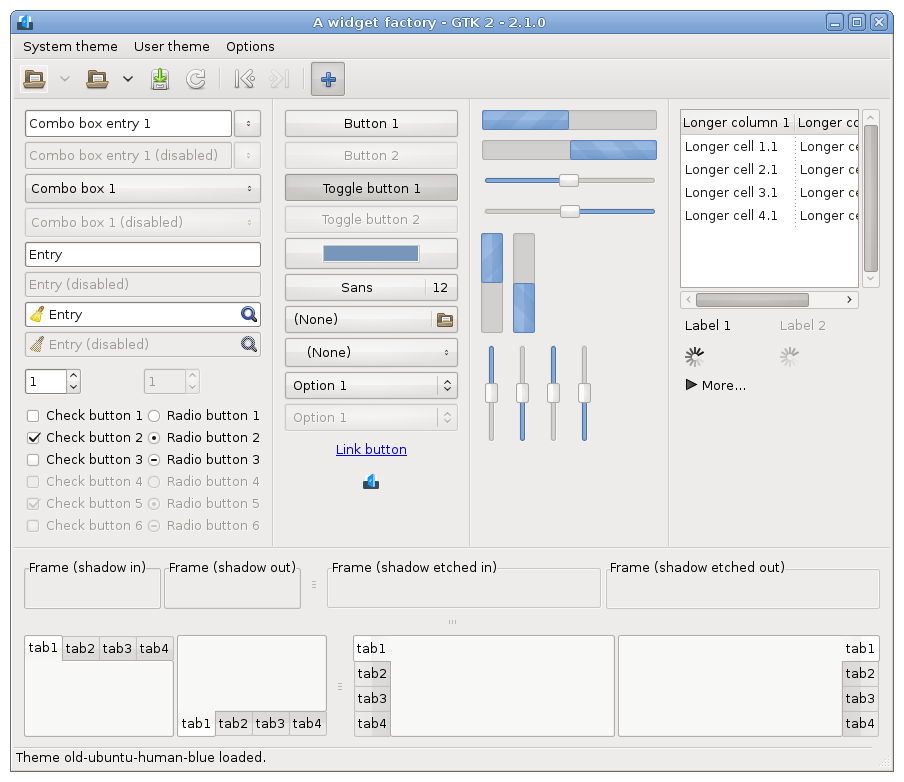 A widget factory - GTK 2 - 2.1.0
System theme User theme Options
Combo box entry 1
Combo box entry 1 (disabled)
Combo box 1
Combo box 1 (disabled)
Entry
Entry (disabled)
Entry
Entry (disabled)
1 1
Check button 1 Radio button 1
Check button 2 Radio button 2
Check button 3 Radio button 3
Check button 4 Radio button 4
Check button 5 Radio button 5
Check button 6 Radio button 6
Button 1
Button 2
Toggle button 1
Toggle button 2
Sans 12
(None)
(None)
Option 1
Option 1
Link button
Longer column 1 Longer co
Longer cell 1.1 Longer ce
Longer cell 2.1 Longer ce
Longer cell 3.1 Longer ce
Longer cell 4.1 Longer ce
Label 1 Label 2
More...
Frame (shadow in) Frame (shadow out) Frame (shadow etched in) Frame (shadow etched out)
tab1 tab2 tab3 tab4
tab1 tab2 tab3 tab4
tab1
tab2
tab3
tab4
tab1
tab2
tab3
tab4
Theme old-ubuntu-human-blue loaded.